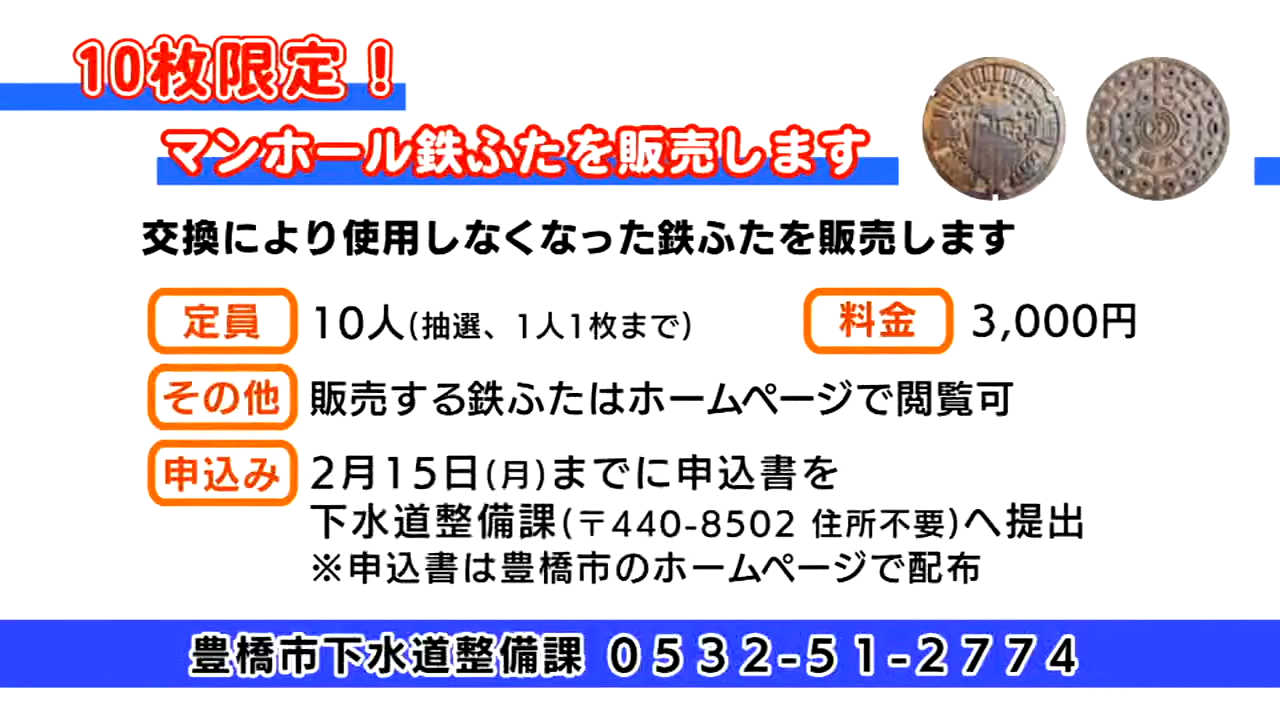 10枚限定！
マンホール鉄ふたを販売します
交換により使用しなくなった鉄ふたを販売します
定員 10人(抽選、1人1枚まで) 料金 3,000円
その他 販売する鉄ふたはホームページで閲覧可
申込み 2月15日(月)までに申込書を
下水道整備課(〒440-8502 住所不要)へ提出
※申込書は豊橋市のホームページで配布
豊橋市下水道整備課 0532-51-2774